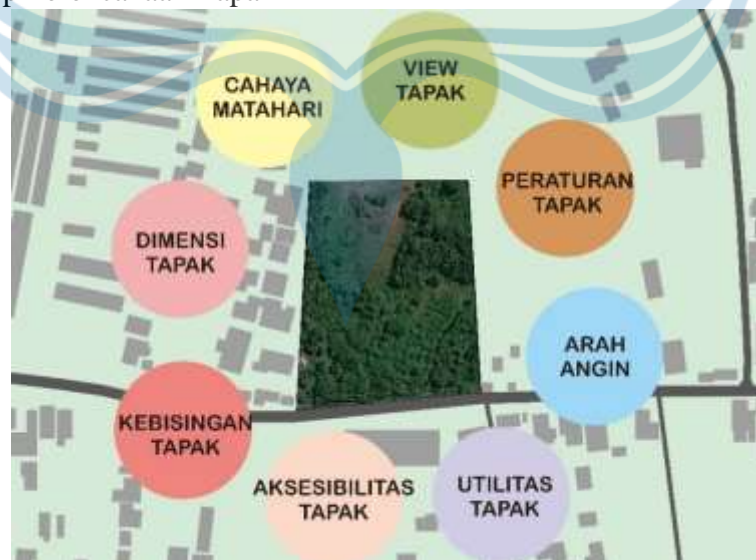 CAHAYA
MATAHARI
VIEW
TAPAK
PERATURAN
TAPAK
DIMENSI
TAPAK
ARAH
ANGIN
KEBISINGAN
TAPAK
AKSESIBILITAS
TAPAK
UTILITAS
TAPAK